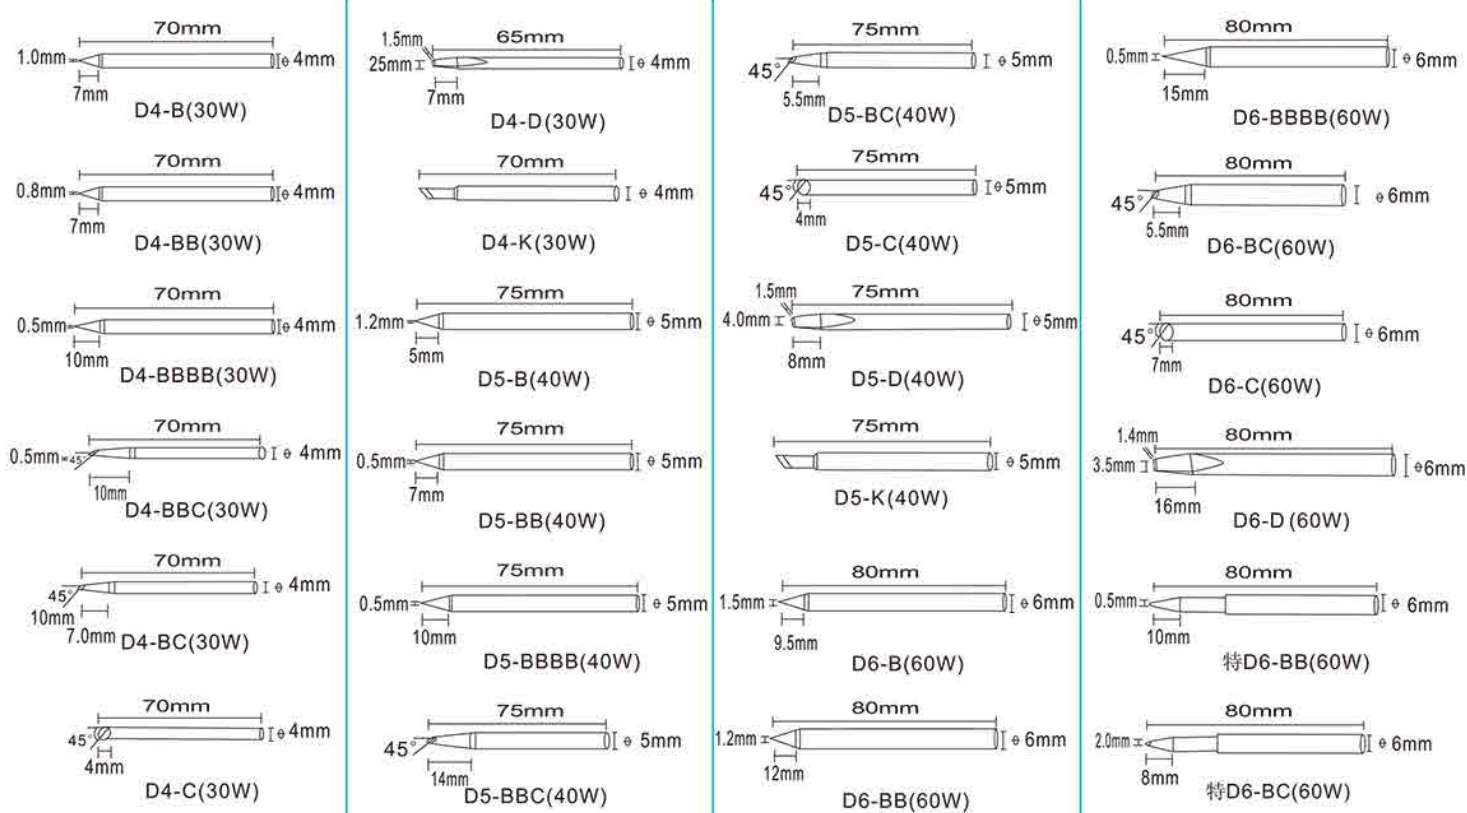 70mm
1.0mm
⌀4mm
7mm
D4-B(30W)
70mm
0.8mm
⌀4mm
7mm
D4-BB(30W)
70mm
0.5mm
⌀4mm
10mm
D4-BBBB(30W)
70mm
0.5mm
45°
⌀4mm
10mm
D4-BBC(30W)
70mm
45°
⌀4mm
10mm
7.0mm
D4-BC(30W)
70mm
45°
⌀4mm
4mm
D4-C(30W)
1.5mm
65mm
25mm
⌀4mm
7mm
D4-D(30W)
70mm
⌀4mm
D4-K(30W)
75mm
1.2mm
⌀5mm
5mm
D5-B(40W)
75mm
0.5mm
⌀5mm
7mm
D5-BB(40W)
75mm
0.5mm
⌀5mm
10mm
D5-BBBB(40W)
75mm
45°
⌀5mm
14mm
D5-BBC(40W)
75mm
45°
⌀5mm
5.5mm
D5-BC(40W)
75mm
45°
⌀5mm
4mm
D5-C(40W)
1.5mm
75mm
4.0mm
⌀5mm
8mm
D5-D(40W)
75mm
⌀5mm
D5-K(40W)
80mm
1.5mm
⌀6mm
9.5mm
D6-B(60W)
80mm
1.2mm
⌀6mm
12mm
D6-BB(60W)
80mm
0.5mm
⌀6mm
15mm
D6-BBBB(60W)
80mm
45°
⌀6mm
5.5mm
D6-BC(60W)
80mm
45°
⌀6mm
7mm
D6-C(60W)
1.4mm
80mm
3.5mm
⌀6mm
16mm
D6-D(60W)
80mm
0.5mm
⌀6mm
10mm
特D6-BB(60W)
80mm
2.0mm
⌀6mm
8mm
特D6-BC(60W)